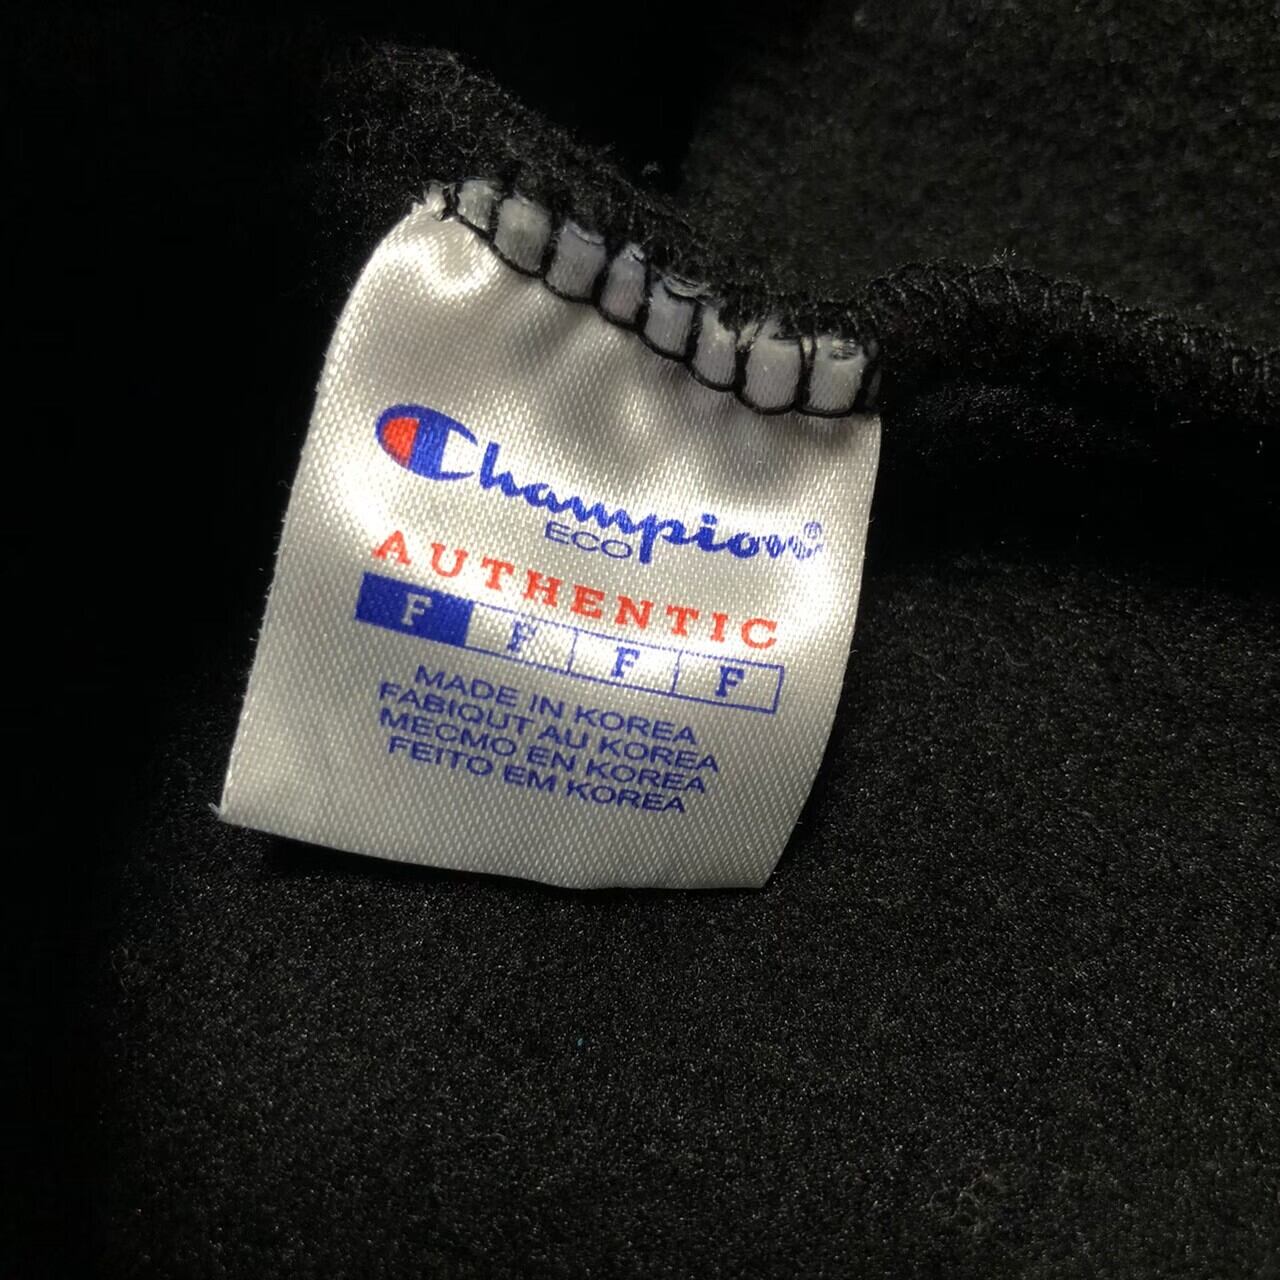 Champion®
ECO
AUTHENTIC
F F F F
MADE IN KOREA
FABIQUT AU KOREA
MECMO EN KOREA
FEITO EM KOREA